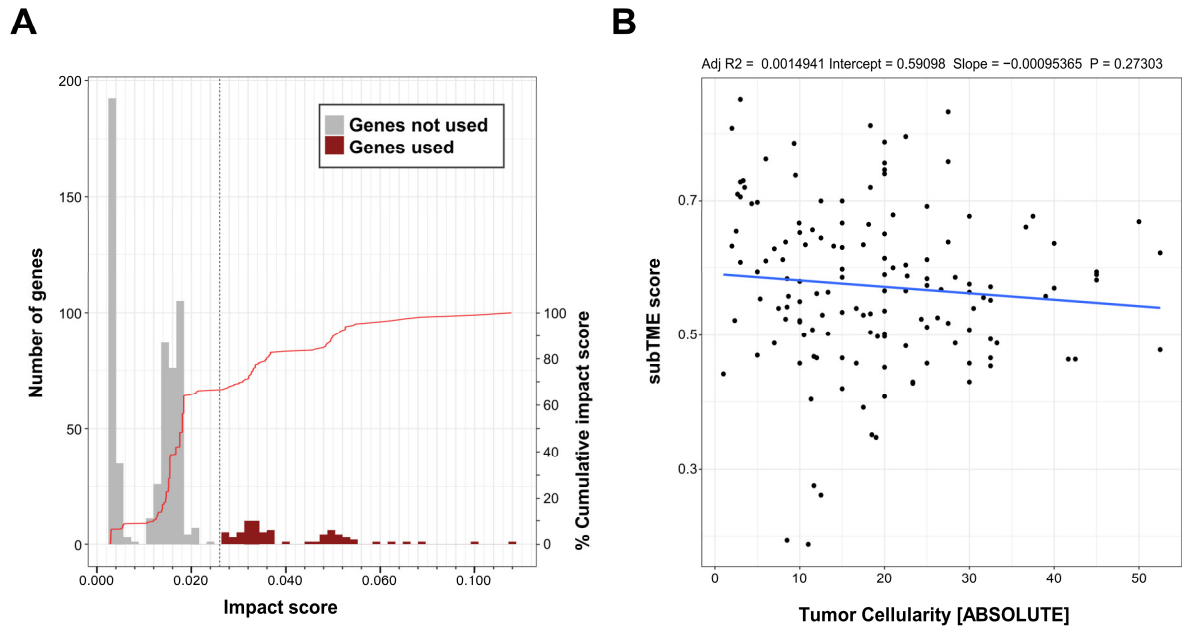 A
B
Adj R2 = 0.0014941 Intercept = 0.59098 Slope = −0.00095365 P = 0.27303
200
150
100
50
0
Number of genes
Genes not used
Genes used
100
80
60
40
20
0
% Cumulative impact score
0.000 0.020 0.040 0.060 0.080 0.100
Impact score
0.7
0.5
0.3
subTME score
0 10 20 30 40 50
Tumor Cellularity [ABSOLUTE]